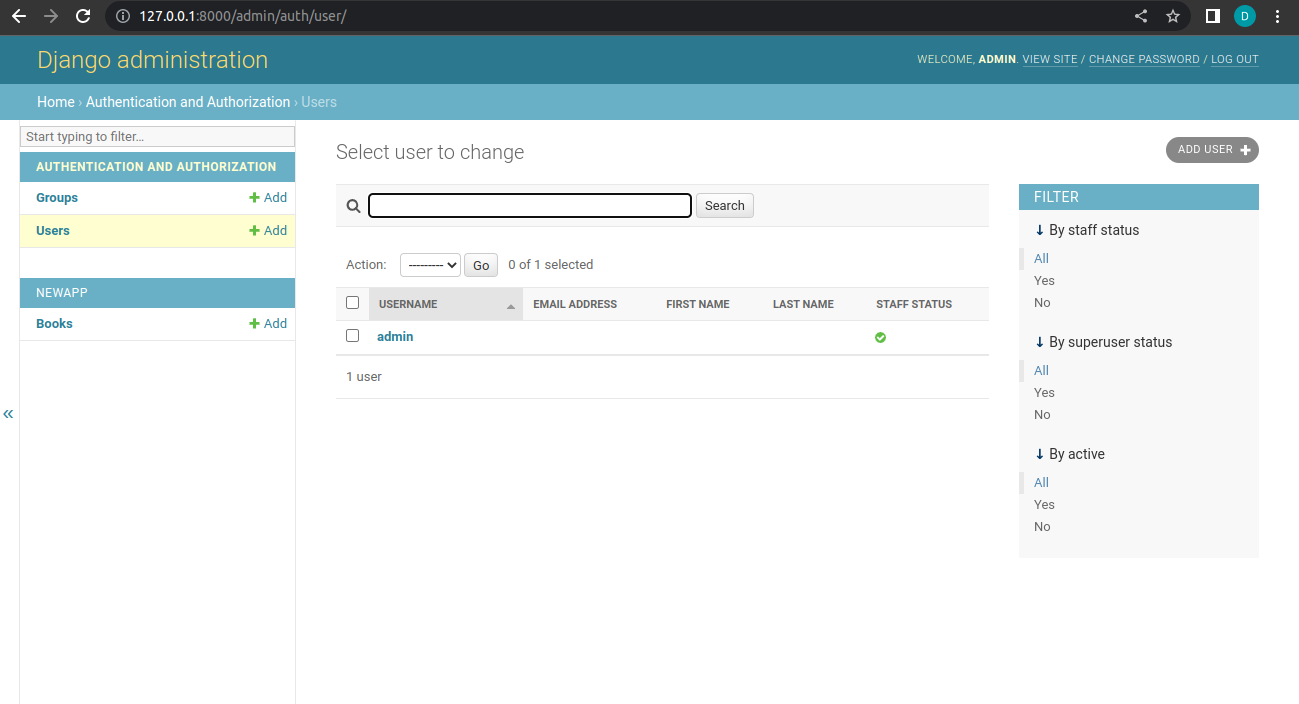 127.0.0.1:8000/admin/auth/user/
D
Django administration
WELCOME, ADMIN. VIEW SITE / CHANGE PASSWORD / LOG OUT
Home › Authentication and Authorization › Users
Start typing to filter...
AUTHENTICATION AND AUTHORIZATION
Groups + Add
Users + Add
NEWAPP
Books + Add
«
Select user to change
ADD USER +
Search
Action: --------- Go 0 of 1 selected
USERNAME EMAIL ADDRESS FIRST NAME LAST NAME STAFF STATUS
admin
1 user
FILTER
↓ By staff status
All
Yes
No
↓ By superuser status
All
Yes
No
↓ By active
All
Yes
No